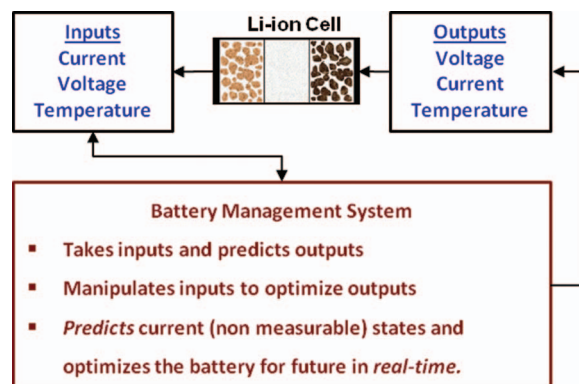 Li-ion Cell
Inputs
Current
Voltage
Temperature
Outputs
Voltage
Current
Temperature
Battery Management System
▪ Takes inputs and predicts outputs
▪ Manipulates inputs to optimize outputs
▪ Predicts current (non measurable) states and
optimizes the battery for future in real-time.